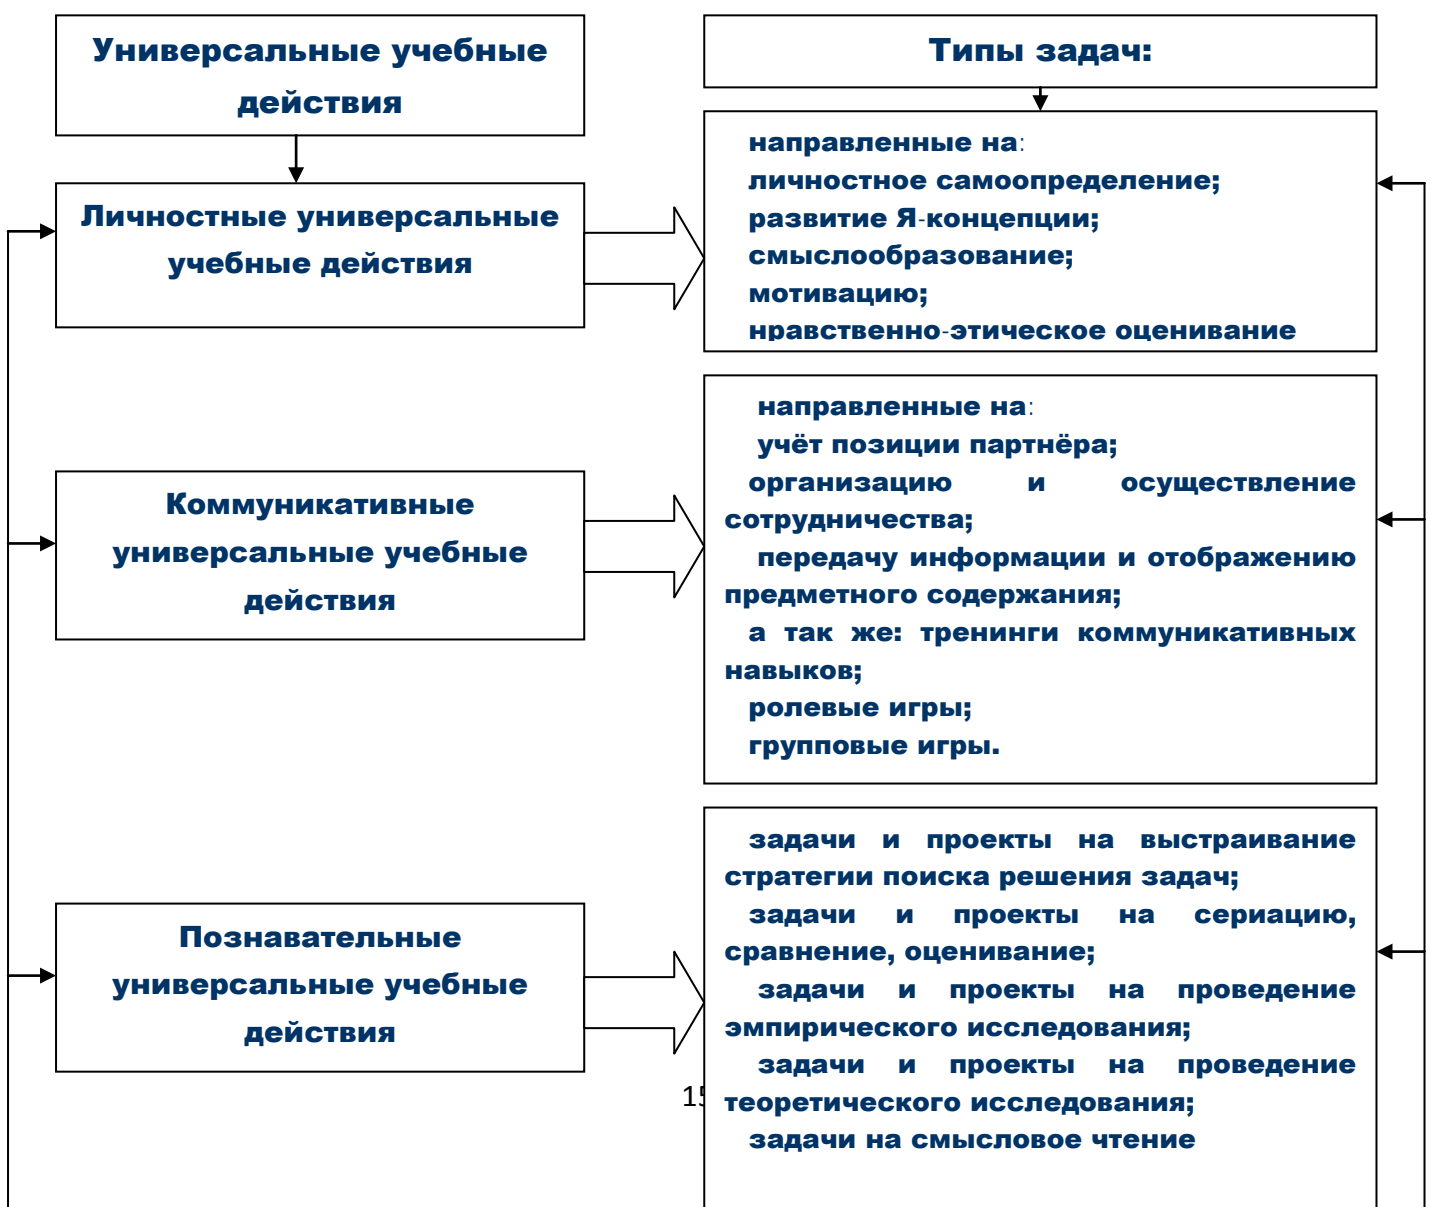 Универсальные учебные
действия
Типы задач:
Личностные универсальные
учебные действия
направленные на:
личностное самоопределение;
развитие Я-концепции;
смыслообразование;
мотивацию;
нравственно-этическое оценивание
Коммуникативные
универсальные учебные
действия
направленные на:
учёт позиции партнёра;
организацию и осуществление
сотрудничества;
передачу информации и отображению
предметного содержания;
а так же: тренинги коммуникативных
навыков;
ролевые игры;
групповые игры.
Познавательные
универсальные учебные
действия
задачи и проекты на выстраивание
стратегии поиска решения задач;
задачи и проекты на сериацию,
сравнение, оценивание;
задачи и проекты на проведение
эмпирического исследования;
задачи и проекты на проведение
теоретического исследования;
задачи на смысловое чтение